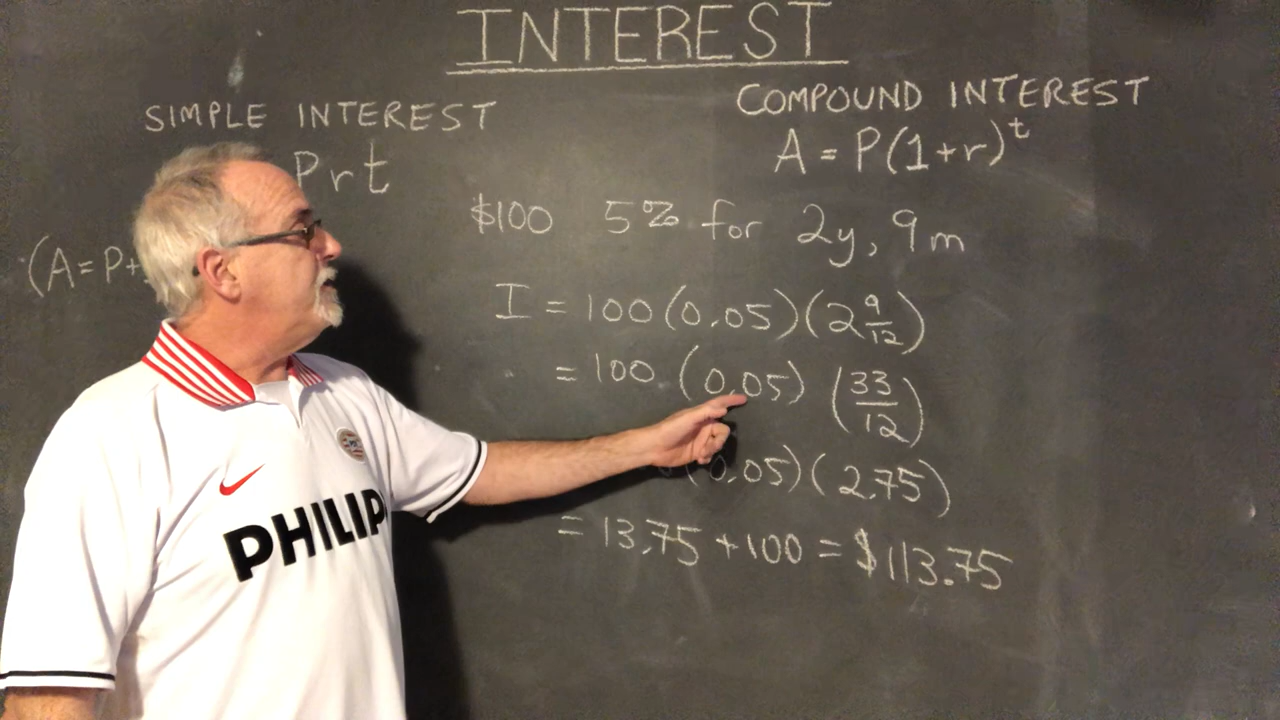 INTEREST
SIMPLE INTEREST
COMPOUND INTEREST
Prt
A = P(1+r)^t
$100 5% for 2y, 9m
(A=P+
I = 100(0.05)(2 9/12)
= 100 (0.05) (33/12)
(0.05)(2.75)
= 13.75 +100 = $113.75
PHILIP